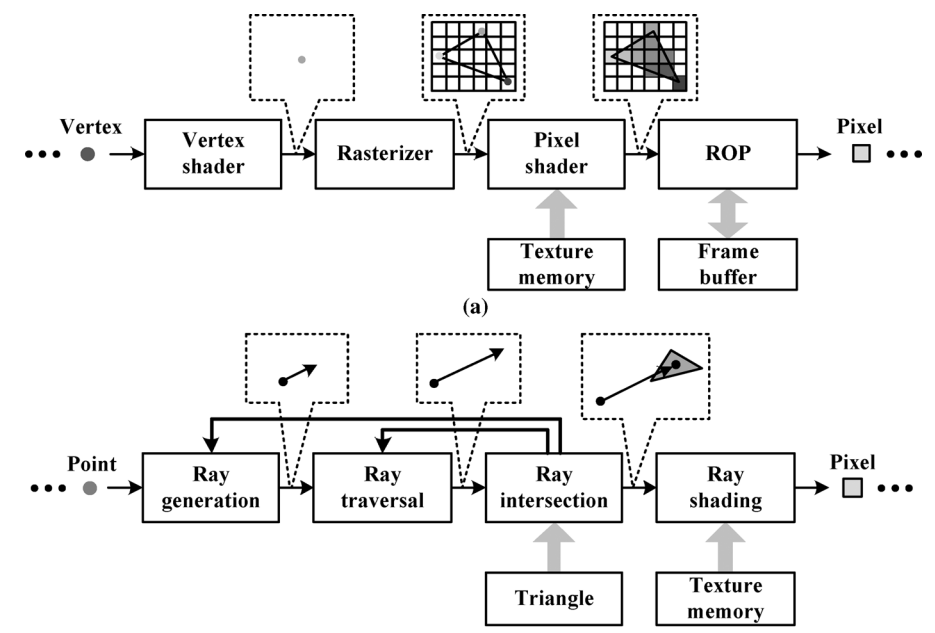 Vertex
Vertex
shader
Rasterizer
Pixel
shader
ROP
Pixel
Texture
memory
Frame
buffer
(a)
Point
Ray
generation
Ray
traversal
Ray
intersection
Ray
shading
Pixel
Triangle
Texture
memory